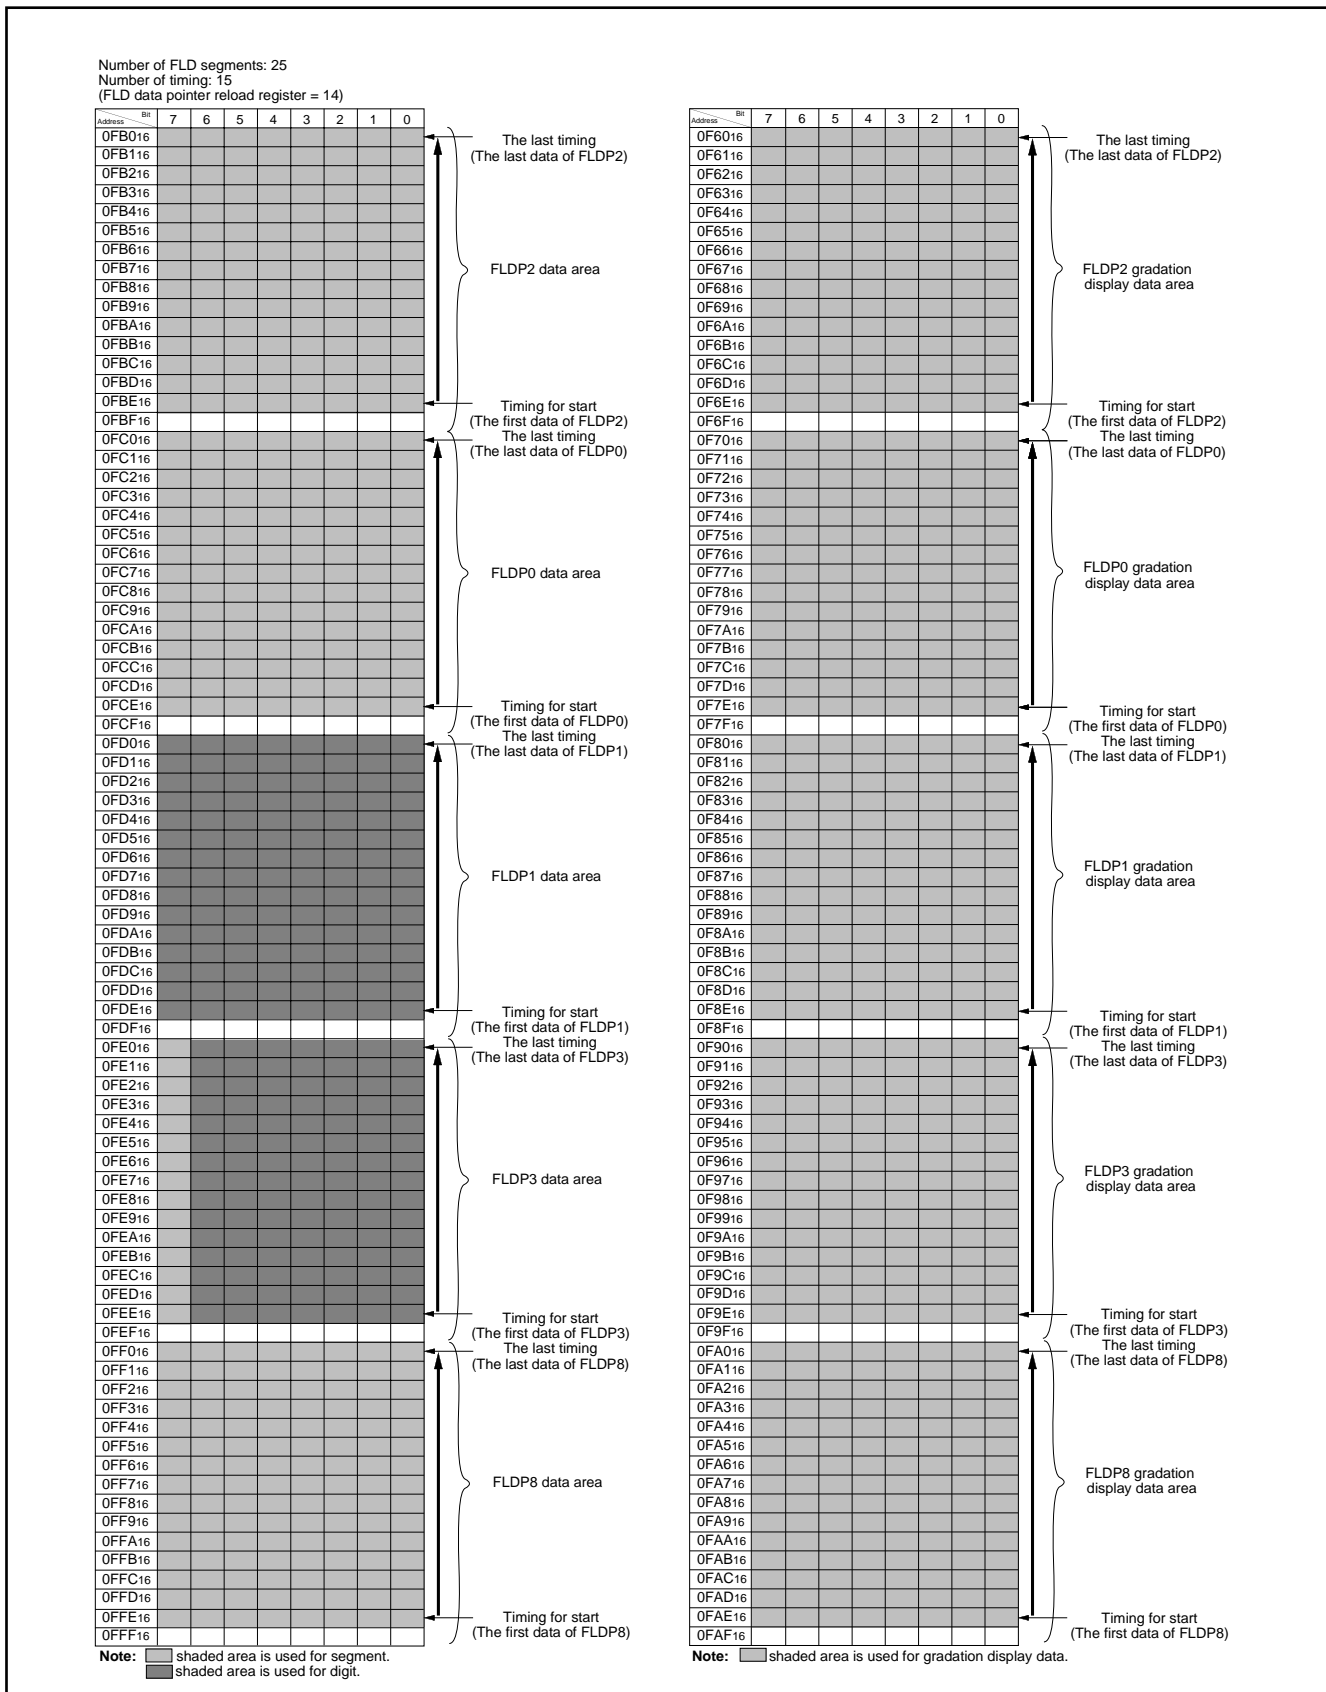 Number of FLD segments: 25
Number of timing: 15
(FLD data pointer reload register = 14)
Bit
Address 7 6 5 4 3 2 1 0
0FB016
0FB116
0FB216
0FB316
0FB416
0FB516
0FB616
0FB716
0FB816
0FB916
0FBA16
0FBB16
0FBC16
0FBD16
0FBE16
0FBF16
0FC016
0FC116
0FC216
0FC316
0FC416
0FC516
0FC616
0FC716
0FC816
0FC916
0FCA16
0FCB16
0FCC16
0FCD16
0FCE16
0FCF16
0FD016
0FD116
0FD216
0FD316
0FD416
0FD516
0FD616
0FD716
0FD816
0FD916
0FDA16
0FDB16
0FDC16
0FDD16
0FDE16
0FDF16
0FE016
0FE116
0FE216
0FE316
0FE416
0FE516
0FE616
0FE716
0FE816
0FE916
0FEA16
0FEB16
0FEC16
0FED16
0FEE16
0FEF16
0FF016
0FF116
0FF216
0FF316
0FF416
0FF516
0FF616
0FF716
0FF816
0FF916
0FFA16
0FFB16
0FFC16
0FFD16
0FFE16
0FFF16
The last timing
(The last data of FLDP2)
FLDP2 data area
Timing for start
(The first data of FLDP2)
The last timing
(The last data of FLDP0)
FLDP0 data area
Timing for start
(The first data of FLDP0)
The last timing
(The last data of FLDP1)
FLDP1 data area
Timing for start
(The first data of FLDP1)
The last timing
(The last data of FLDP3)
FLDP3 data area
Timing for start
(The first data of FLDP3)
The last timing
(The last data of FLDP8)
FLDP8 data area
Timing for start
(The first data of FLDP8)
Note: shaded area is used for segment.
shaded area is used for digit.
Bit
Address 7 6 5 4 3 2 1 0
0F6016
0F6116
0F6216
0F6316
0F6416
0F6516
0F6616
0F6716
0F6816
0F6916
0F6A16
0F6B16
0F6C16
0F6D16
0F6E16
0F6F16
0F7016
0F7116
0F7216
0F7316
0F7416
0F7516
0F7616
0F7716
0F7816
0F7916
0F7A16
0F7B16
0F7C16
0F7D16
0F7E16
0F7F16
0F8016
0F8116
0F8216
0F8316
0F8416
0F8516
0F8616
0F8716
0F8816
0F8916
0F8A16
0F8B16
0F8C16
0F8D16
0F8E16
0F8F16
0F9016
0F9116
0F9216
0F9316
0F9416
0F9516
0F9616
0F9716
0F9816
0F9916
0F9A16
0F9B16
0F9C16
0F9D16
0F9E16
0F9F16
0FA016
0FA116
0FA216
0FA316
0FA416
0FA516
0FA616
0FA716
0FA816
0FA916
0FAA16
0FAB16
0FAC16
0FAD16
0FAE16
0FAF16
The last timing
(The last data of FLDP2)
FLDP2 gradation
display data area
Timing for start
(The first data of FLDP2)
The last timing
(The last data of FLDP0)
FLDP0 gradation
display data area
Timing for start
(The first data of FLDP0)
The last timing
(The last data of FLDP1)
FLDP1 gradation
display data area
Timing for start
(The first data of FLDP1)
The last timing
(The last data of FLDP3)
FLDP3 gradation
display data area
Timing for start
(The first data of FLDP3)
The last timing
(The last data of FLDP8)
FLDP8 gradation
display data area
Timing for start
(The first data of FLDP8)
Note: shaded area is used for gradation display data.